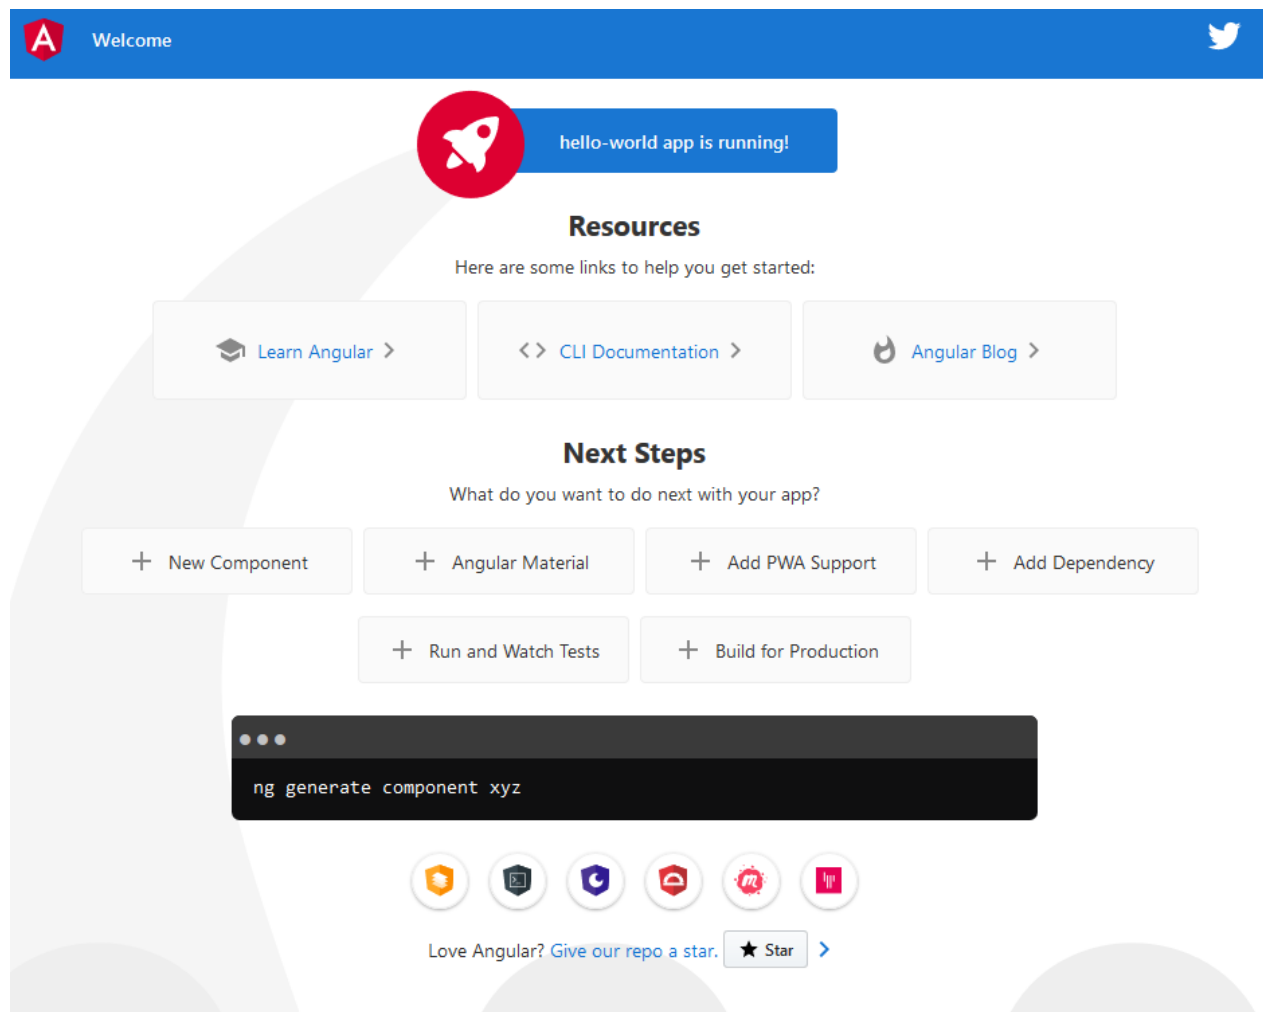 Welcome
hello-world app is running!
Resources
Here are some links to help you get started:
Learn Angular
CLI Documentation
Angular Blog
Next Steps
What do you want to do next with your app?
New Component
Angular Material
Add PWA Support
Add Dependency
Run and Watch Tests
Build for Production
ng generate component xyz
Love Angular? Give our repo a star. Star